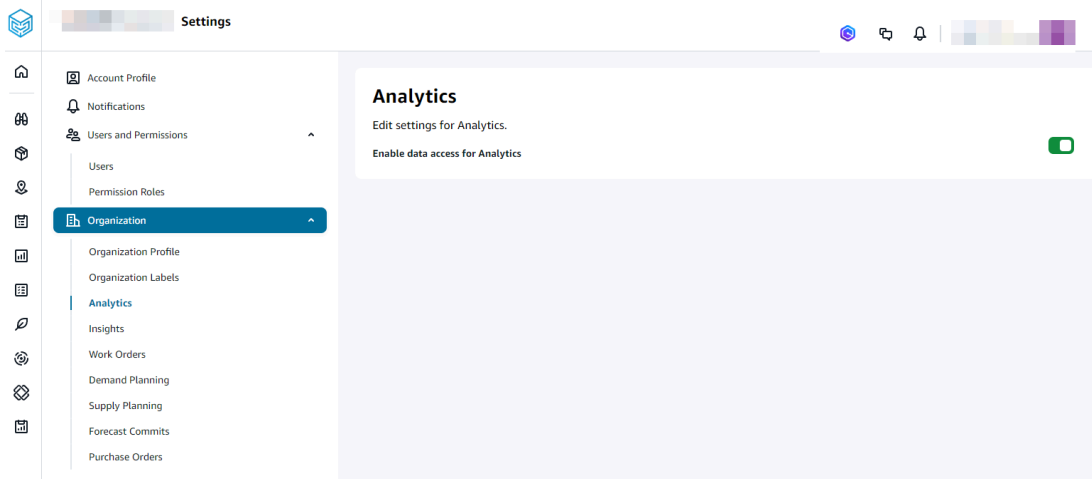 Settings
Account Profile
Notifications
Users and Permissions
Users
Permission Roles
Organization
Organization Profile
Organization Labels
Analytics
Insights
Work Orders
Demand Planning
Supply Planning
Forecast Commits
Purchase Orders
Analytics
Edit settings for Analytics.
Enable data access for Analytics